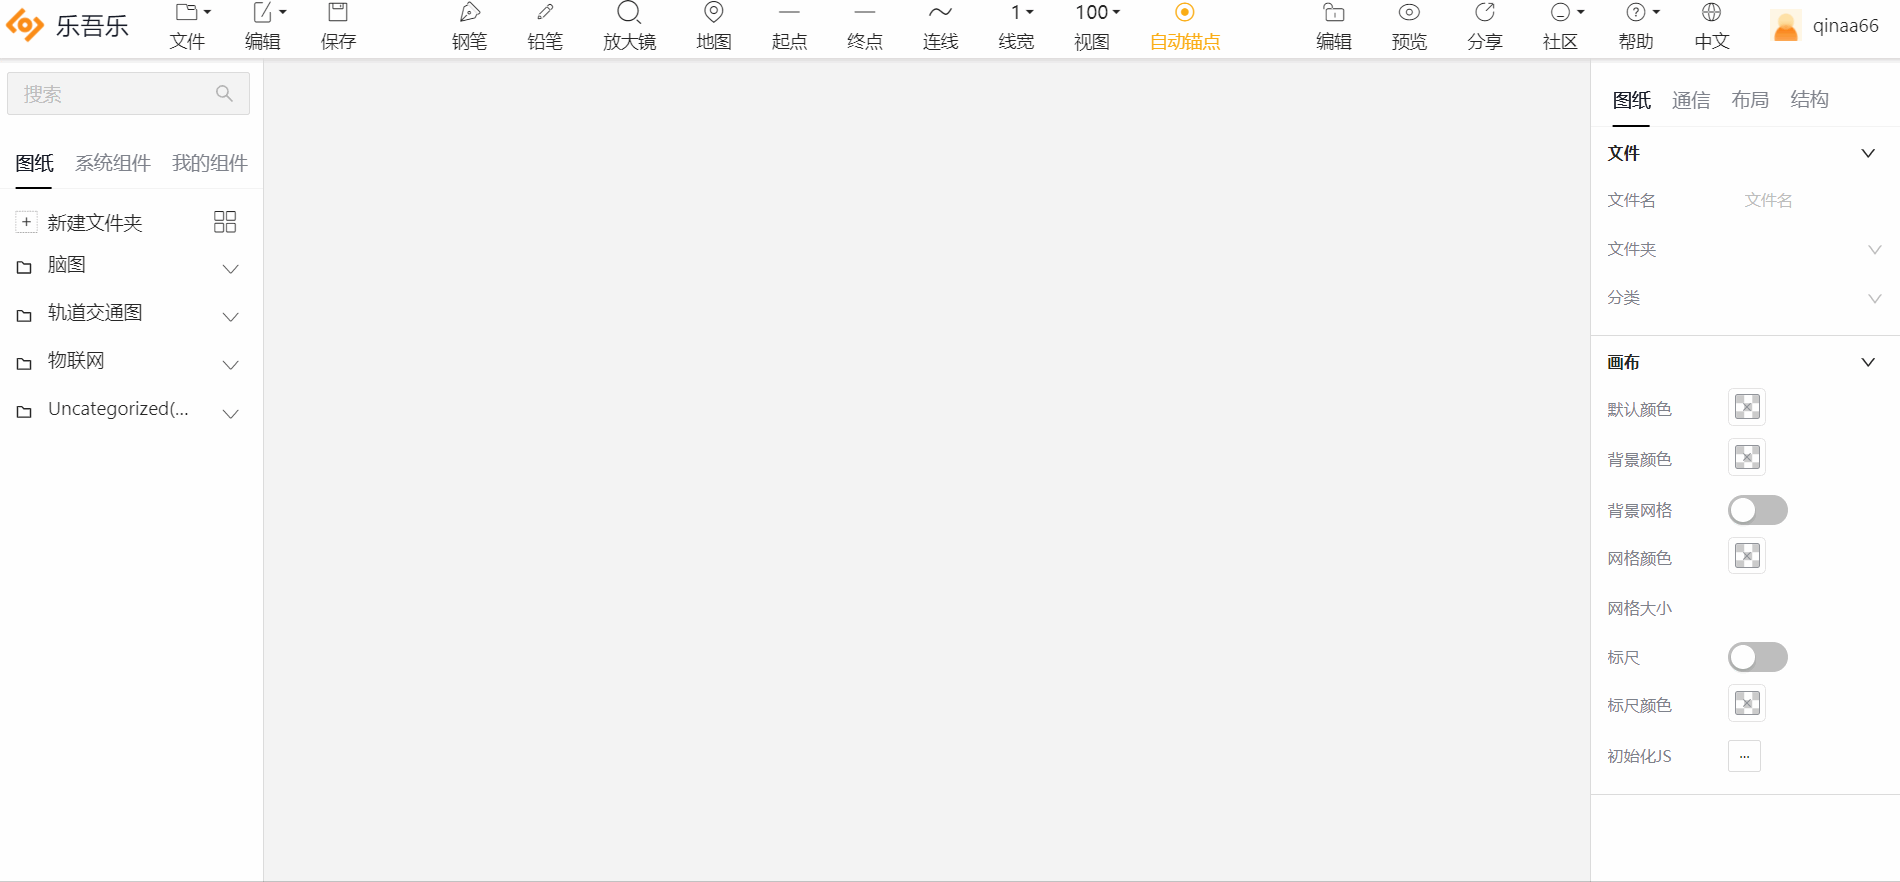 乐吾乐
文件
编辑
保存
钢笔
铅笔
放大镜
地图
起点
终点
连线
1
线宽
100
视图
自动锚点
编辑
预览
分享
社区
帮助
中文
qinaa66
搜索
图纸 系统组件 我的组件
新建文件夹
脑图
轨道交通图
物联网
Uncategorized(...
图纸 通信 布局 结构
文件
文件名 文件名
文件夹
分类
画布
默认颜色
背景颜色
背景网格
网格颜色
网格大小
标尺
标尺颜色
初始化JS ...